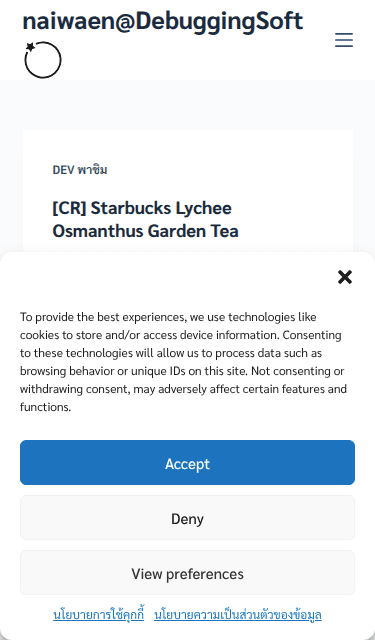 naiwaen@DebuggingSoft
DEV พาชิม
[CR] Starbucks Lychee
Osmanthus Garden Tea
To provide the best experiences, we use technologies like
cookies to store and/or access device information. Consenting
to these technologies will allow us to process data such as
browsing behavior or unique IDs on this site. Not consenting or
withdrawing consent, may adversely affect certain features and
functions.
Accept
Deny
View preferences
นโยบายการใช้คุกกี้ นโยบายความเป็นส่วนตัวของข้อมูล